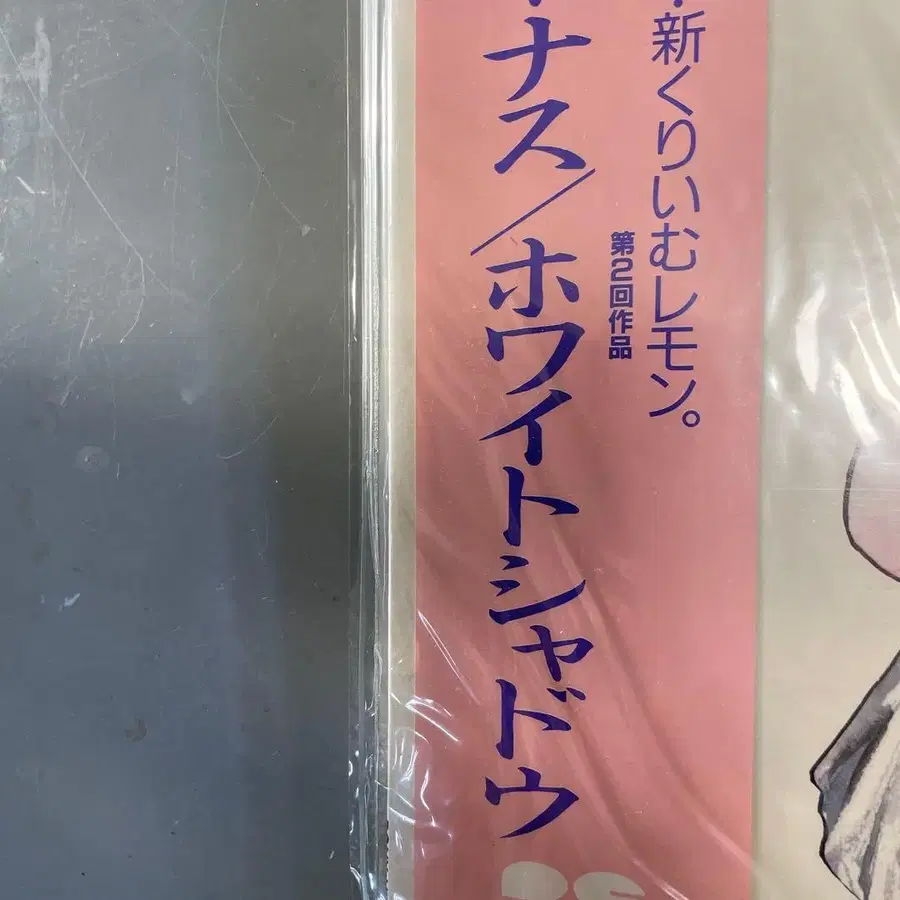 ・新くりいむレモン。
第2回作品
ナス/ホワイトシャドウ